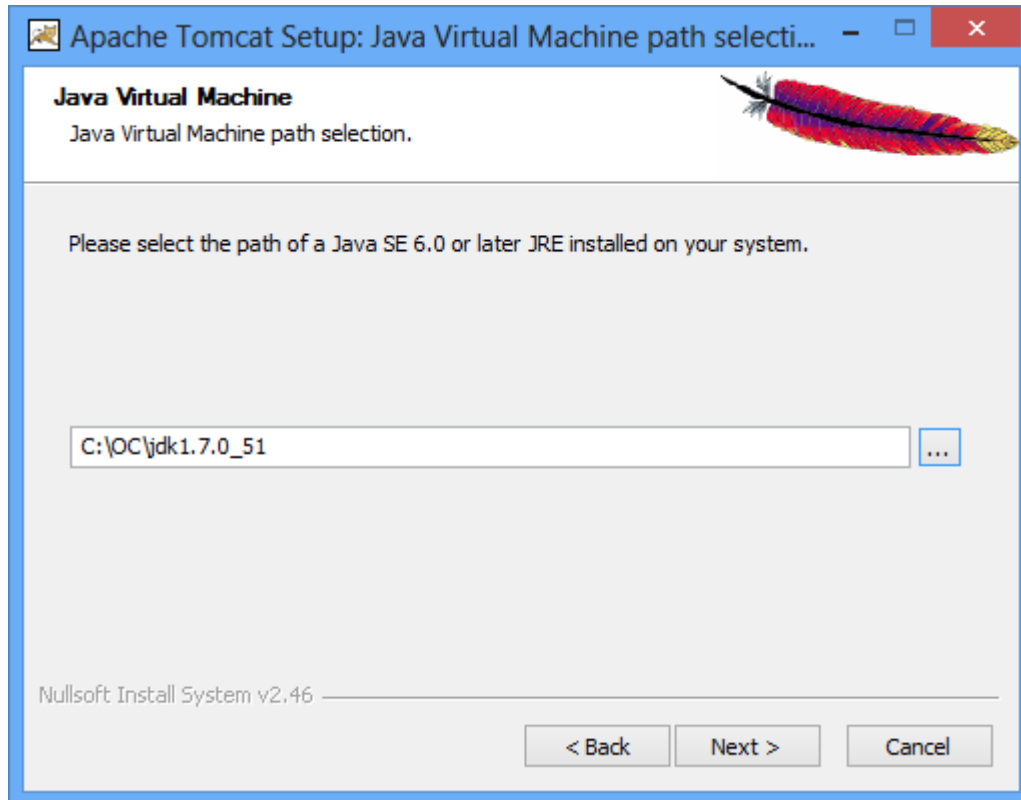 Apache Tomcat Setup: Java Virtual Machine path selecti...
Java Virtual Machine
Java Virtual Machine path selection.
Please select the path of a Java SE 6.0 or later JRE installed on your system.
C:\OC\jdk1.7.0_51
...
Nullsoft Install System v2.46
< Back
Next >
Cancel